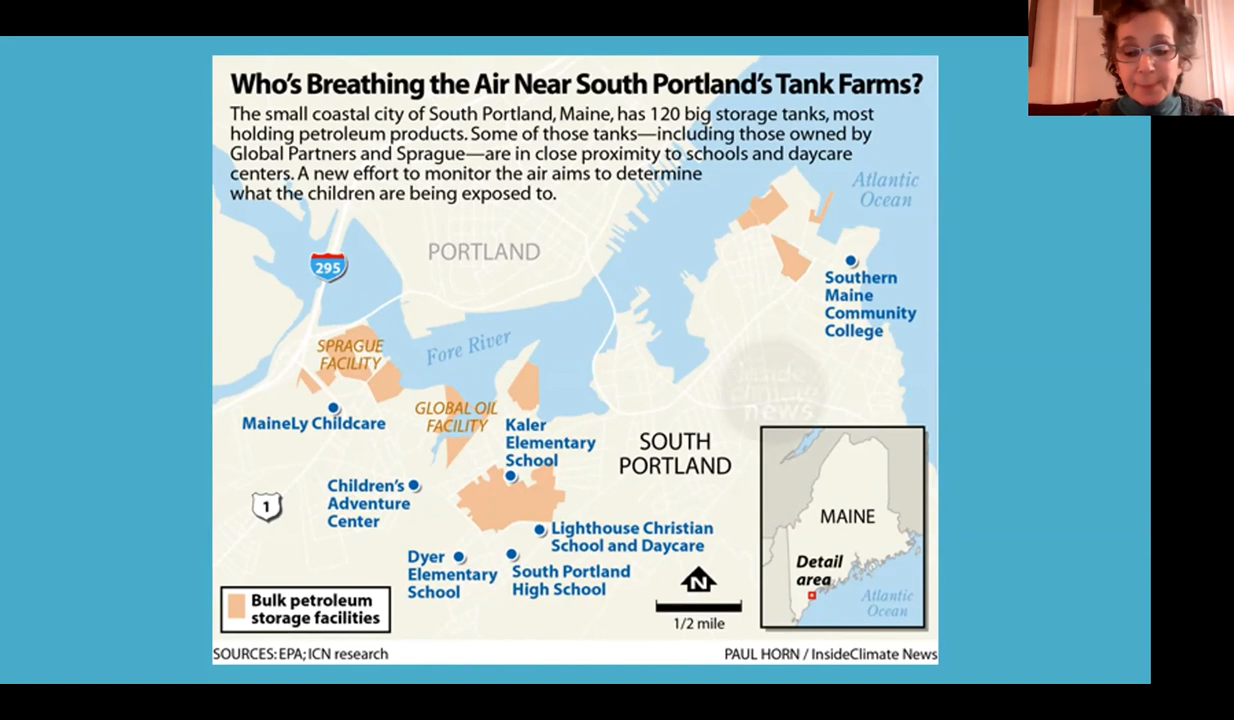 Who's Breathing the Air Near South Portland's Tank Farms?
The small coastal city of South Portland, Maine, has 120 big storage tanks, most
holding petroleum products. Some of those tanks—including those owned by
Global Partners and Sprague—are in close proximity to schools and daycare
centers. A new effort to monitor the air aims to determine
what the children are being exposed to.
Atlantic
Ocean
PORTLAND
295
Southern
Maine
Community
College
SPRAGUE
FACILITY
Fore River
inside
climate
news
MaineLy Childcare
GLOBAL OIL
FACILITY
Kaler
Elementary
School
SOUTH
PORTLAND
Children's
Adventure
Center
1
Lighthouse Christian
School and Daycare
Dyer
Elementary
School
South Portland
High School
N
1/2 mile
MAINE
Detail
area
Atlantic
Ocean
Bulk petroleum
storage facilities
SOURCES: EPA; ICN research
PAUL HORN / InsideClimate News